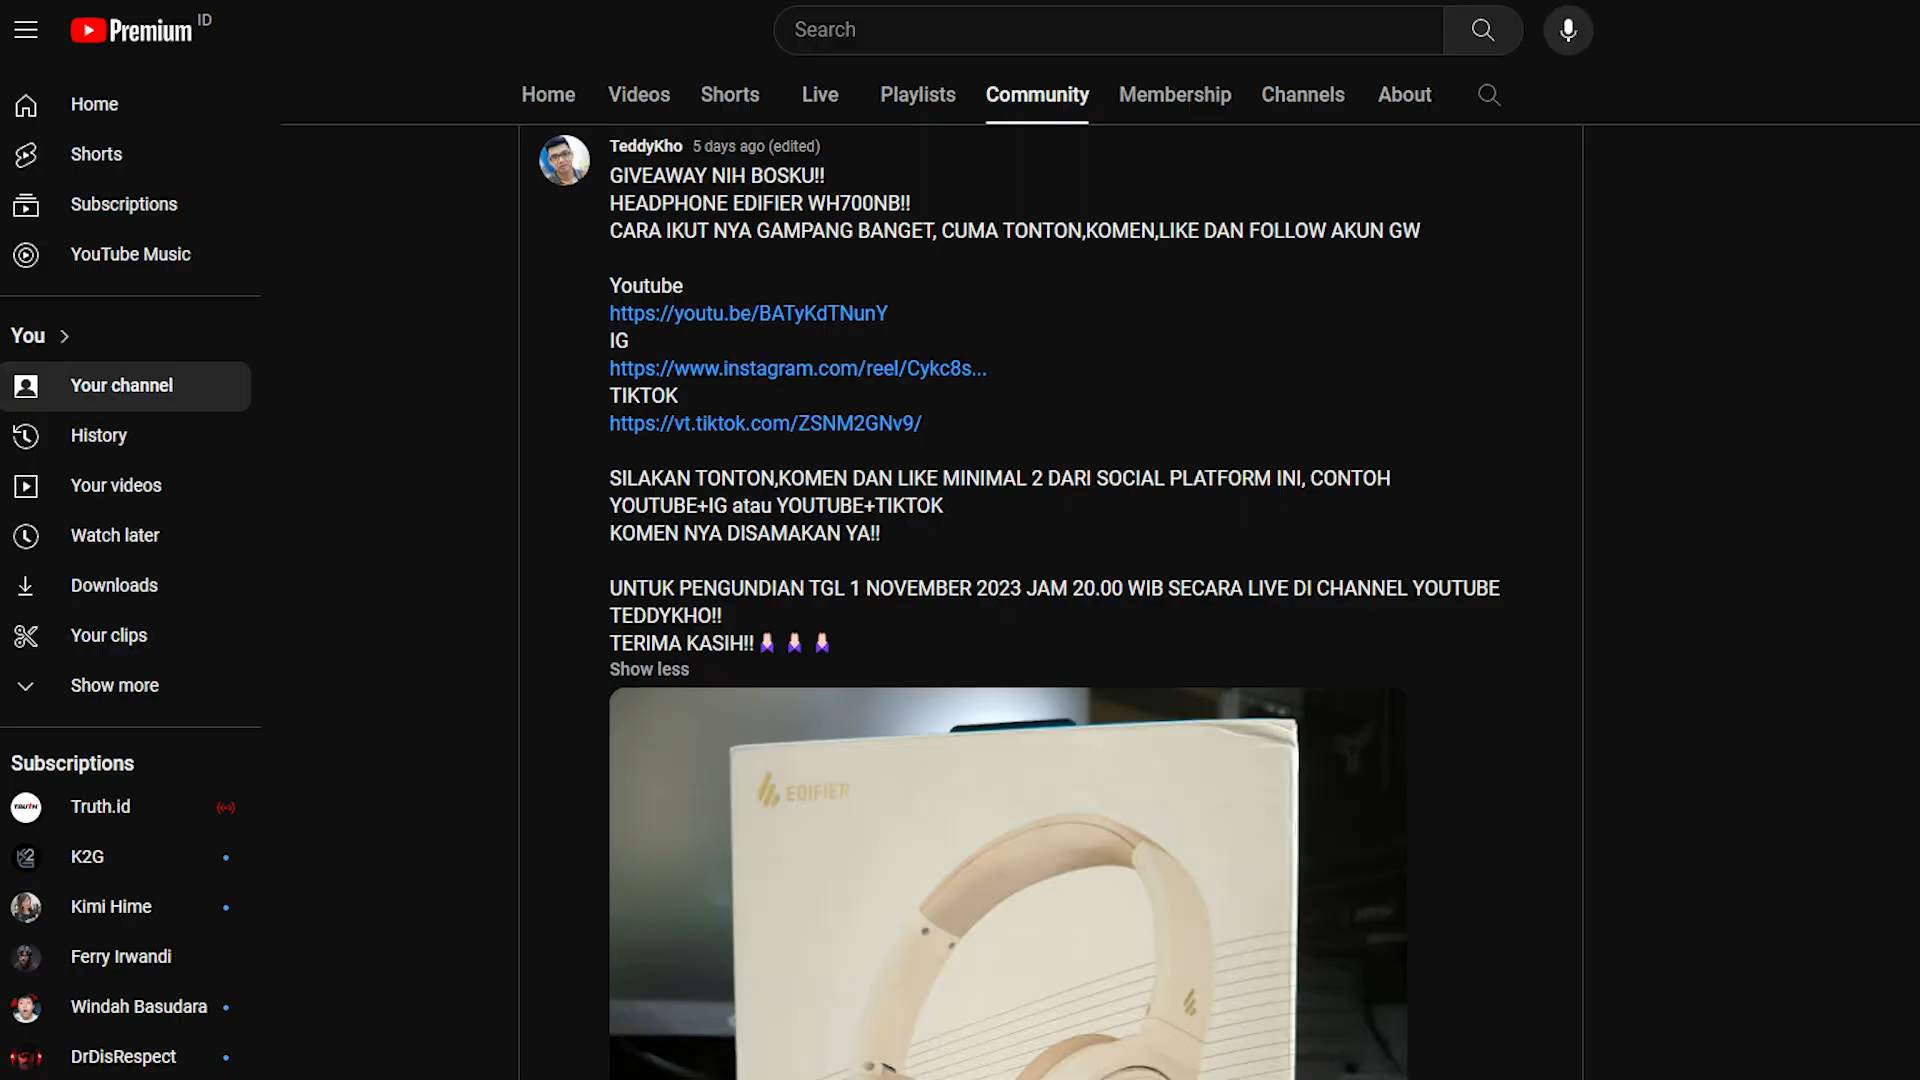 Premium ID
Search
Home
Shorts
Subscriptions
YouTube Music
You
Your channel
History
Your videos
Watch later
Downloads
Your clips
Show more
Subscriptions
Truth.id
K2G
Kimi Hime
Ferry Irwandi
Windah Basudara
DrDisRespect
Home Videos Shorts Live Playlists Community Membership Channels About
TeddyKho 5 days ago (edited)
GIVEAWAY NIH BOSKU!!
HEADPHONE EDIFIER WH700NB!!
CARA IKUT NYA GAMPANG BANGET, CUMA TONTON,KOMEN,LIKE DAN FOLLOW AKUN GW
Youtube
https://youtu.be/BATyKdTNunY
IG
https://www.instagram.com/reel/Cykc8s...
TIKTOK
https://vt.tiktok.com/ZSNM2GNv9/
SILAKAN TONTON,KOMEN DAN LIKE MINIMAL 2 DARI SOCIAL PLATFORM INI, CONTOH
YOUTUBE+IG atau YOUTUBE+TIKTOK
KOMEN NYA DISAMAKAN YA!!
UNTUK PENGUNDIAN TGL 1 NOVEMBER 2023 JAM 20.00 WIB SECARA LIVE DI CHANNEL YOUTUBE
TEDDYKHO!!
TERIMA KASIH!!
Show less
EDIFIER